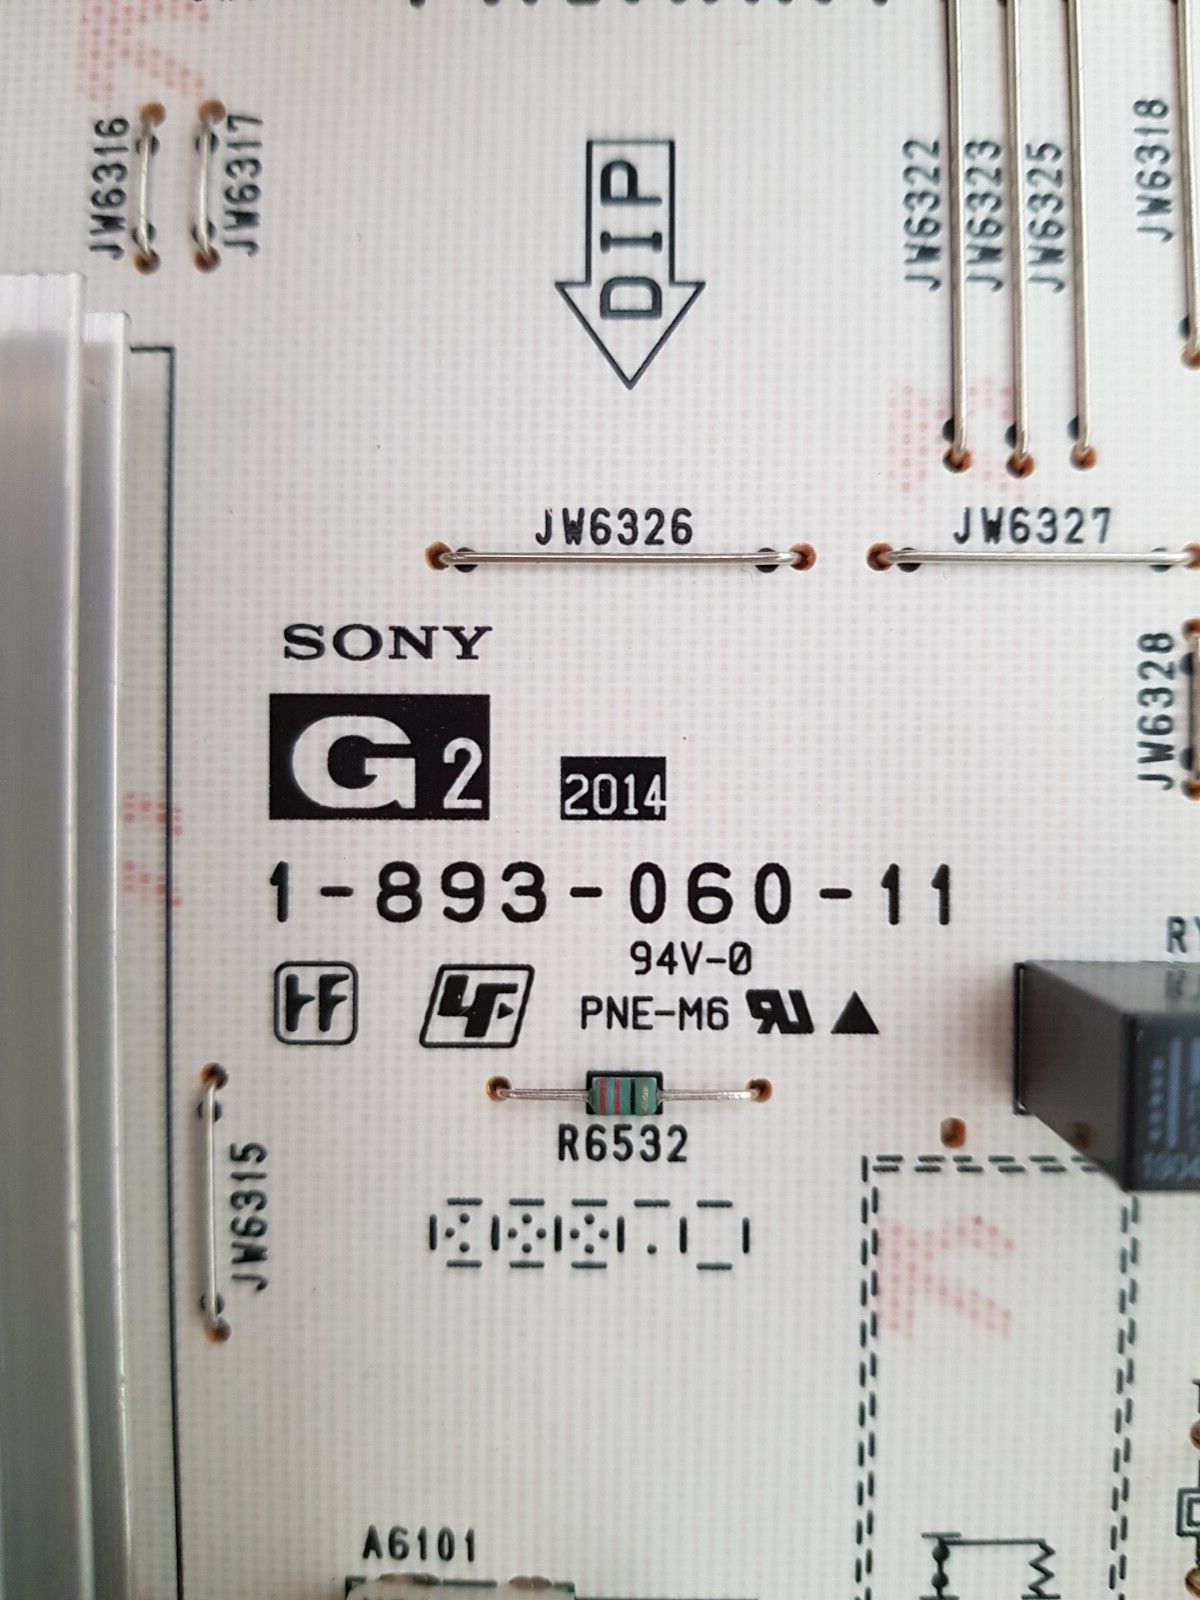 JW6316
JW6317
DIP
JW6322
JW6323
JW6325
JW6318
JW6326
JW6327
JW6328
SONY
G2
2014
1-893-060-11
94V-0
PNE-M6
R6532
JW6315
A6101